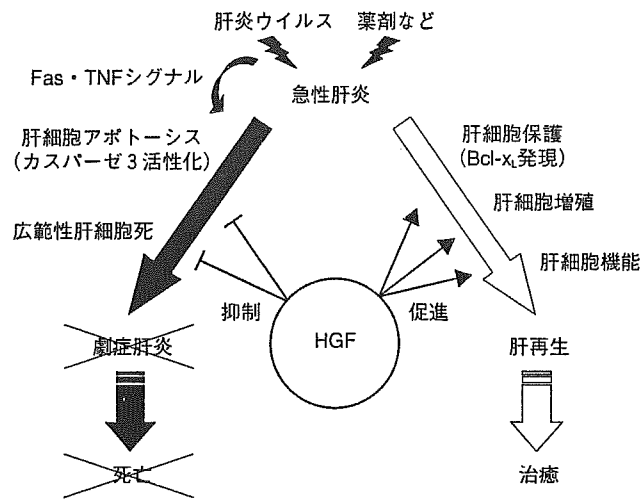 肝炎ウイルス 薬剤など
Fas・TNFシグナル
急性肝炎
肝細胞アポトーシス
(カスパーゼ3活性化)
肝細胞保護
(Bcl-xL発現)
肝細胞増殖
広範性肝細胞死
肝細胞機能
抑制
HGF
促進
劇症肝炎
肝再生
死亡
治癒